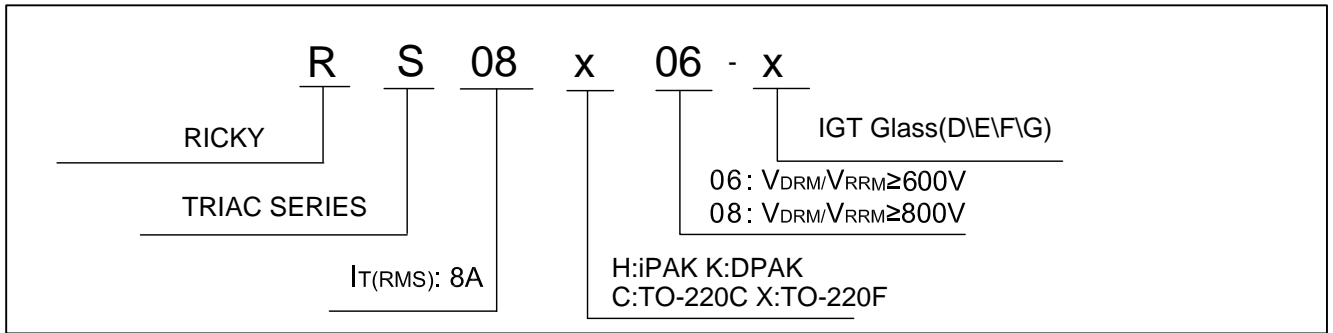 R S 08 x 06 - x
IGT Glass(D\E\F\G)
RICKY
06: VDRM/VRRM≥600V
08: VDRM/VRRM≥800V
TRIAC SERIES
IT(RMS): 8A
H:iPAK K:DPAK
C:TO-220C X:TO-220F